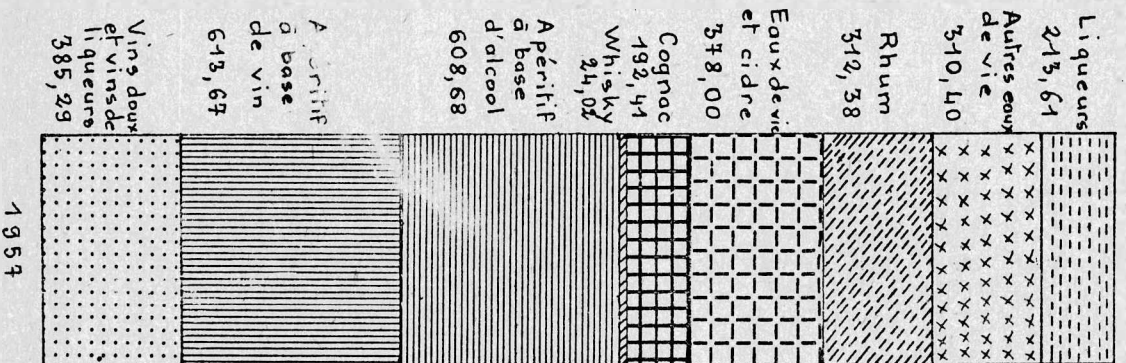 Liqueurs
213,61
Autres eaux
de vie
310,40
Rhum
312,38
Eaux de vie
et cidre
378,00
Cognac
192,41
Whisky
24,02
Apéritif
à base
d'alcool
608,68
Apéritif
à base
de vin
613,67
Vins doux
et vins de
liqueurs
385,29
1957